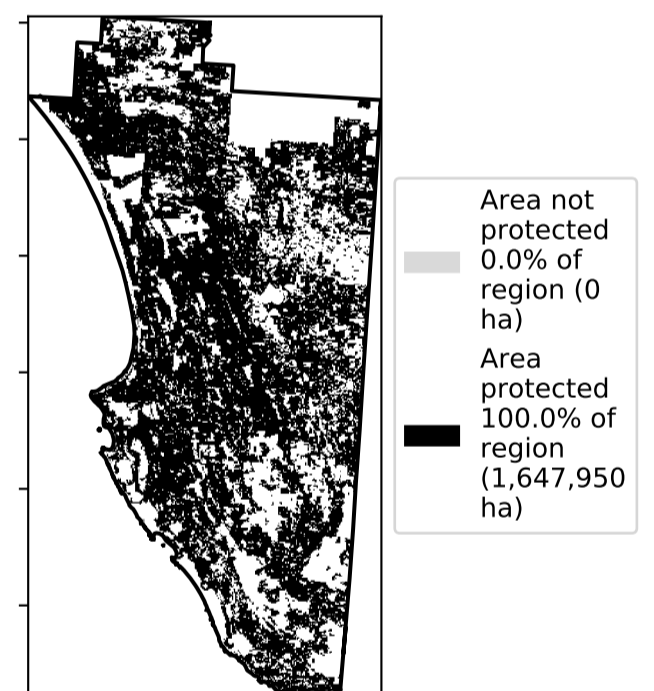 Area not
protected
0.0% of
region (0
ha)
Area
protected
100.0% of
region
(1,647,950
ha)